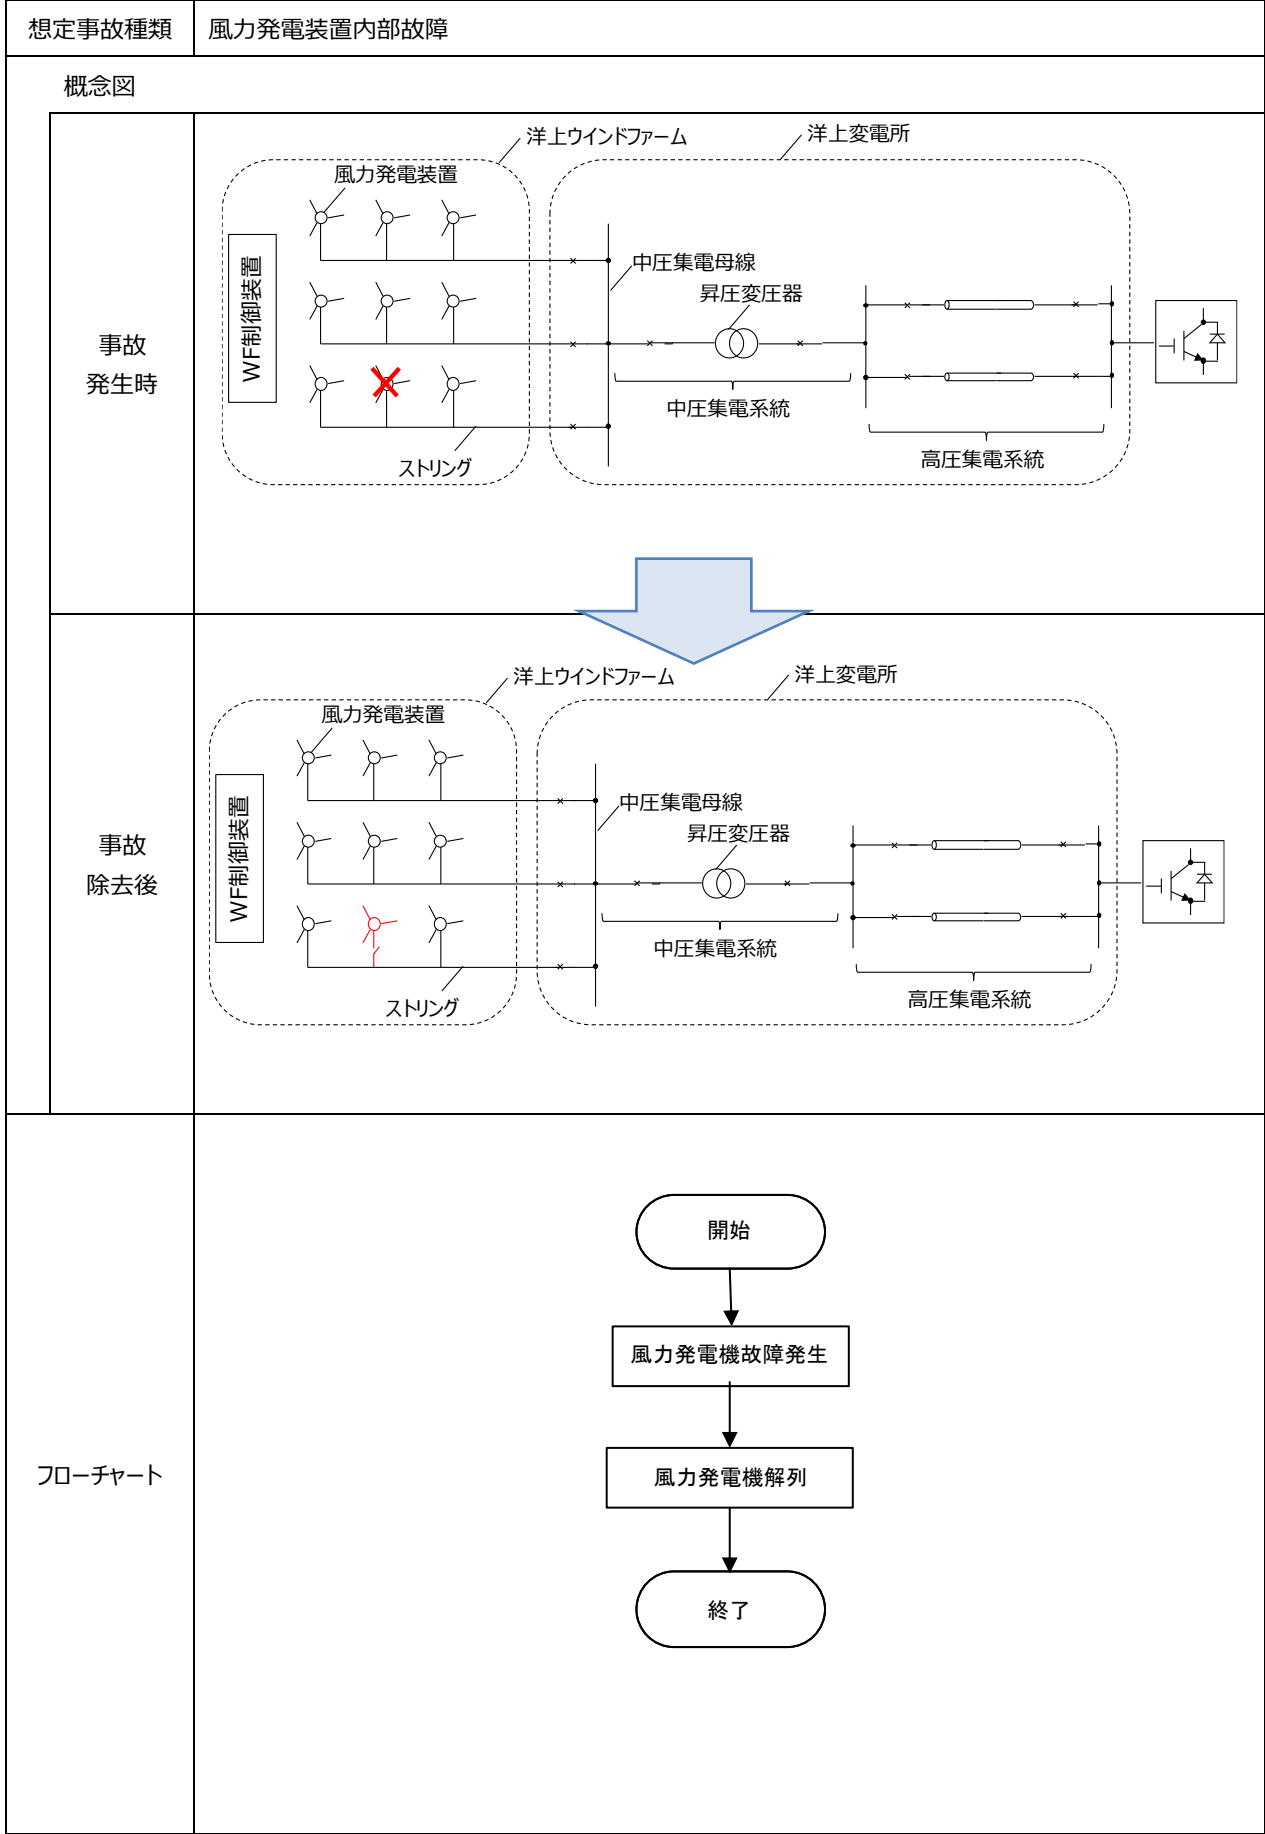 想定事故種類
風力発電装置内部故障
概念図
事故
発生時
洋上ウインドファーム
洋上変電所
風力発電装置
WF制御装置
中圧集電母線
昇圧変圧器
中圧集電系統
高圧集電系統
ストリング
事故
除去後
洋上ウインドファーム
洋上変電所
風力発電装置
WF制御装置
中圧集電母線
昇圧変圧器
中圧集電系統
高圧集電系統
ストリング
フローチャート
開始
風力発電機故障発生
風力発電機解列
終了